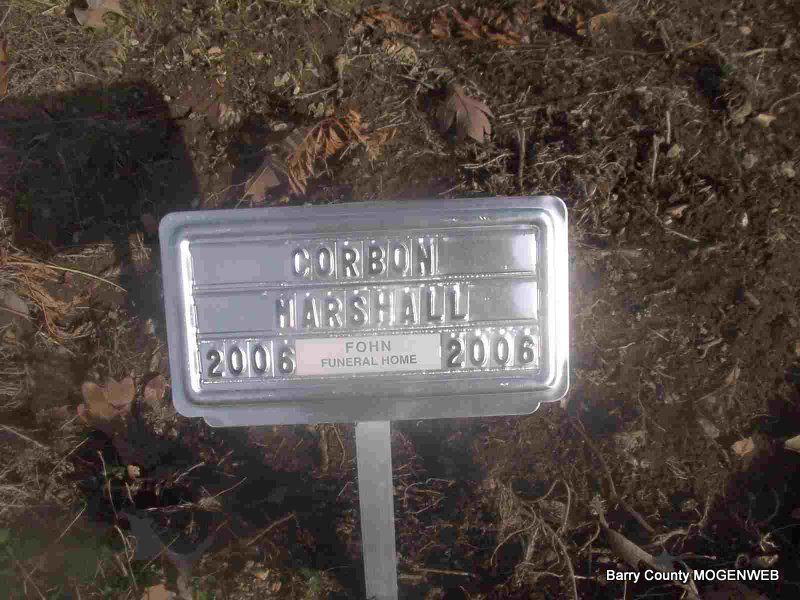 CORBON
MARSHALL
2006 FOHN FUNERAL HOME 2006
Barry County MOGENWEB